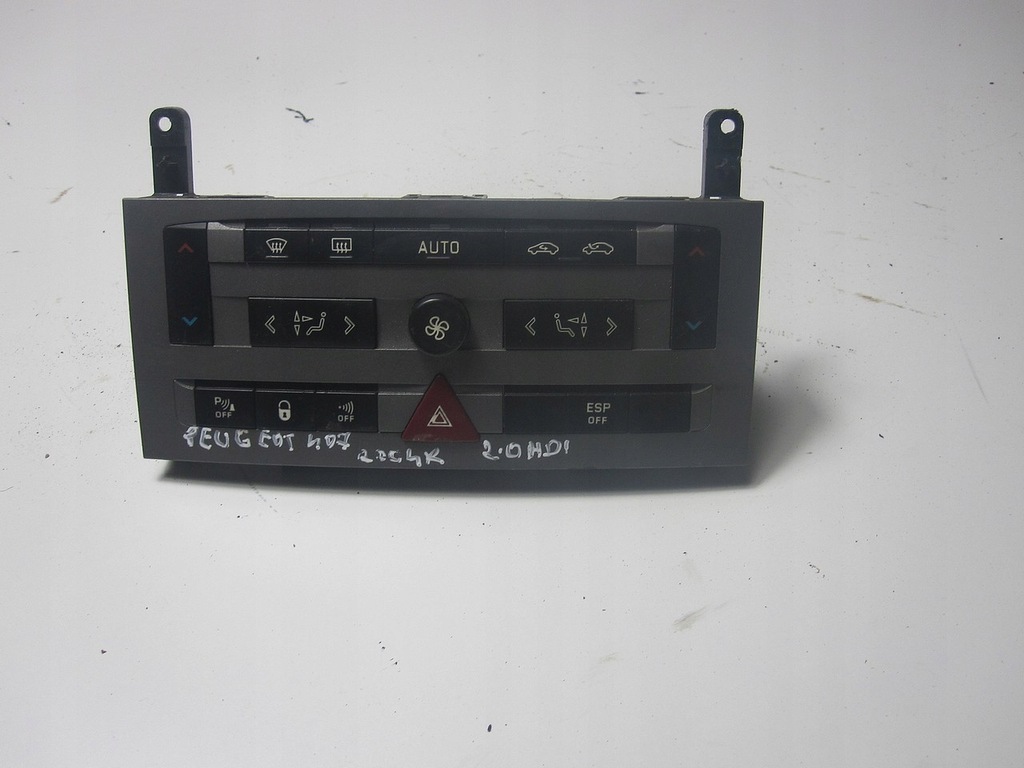 AUTO
P OFF
OFF
ESP OFF
PEUGEOT 407
2.0HDI